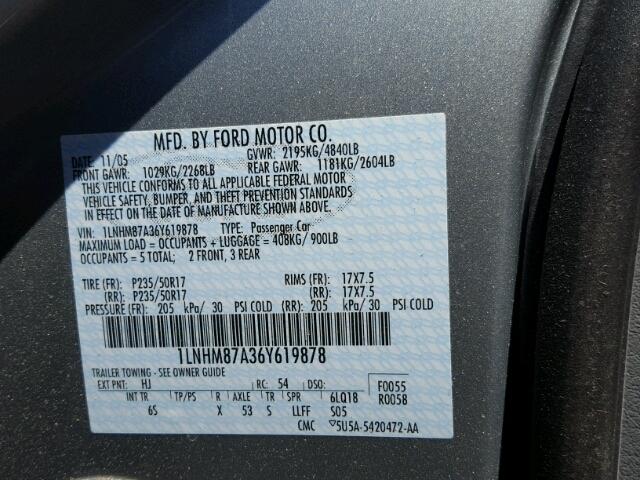 MFD. BY FORD MOTOR CO.
DATE: 11/05 GVWR: 2195KG/4840LB
FRONT GAWR: 1029KG/2268LB REAR GAWR: 1181KG/2604LB
THIS VEHICLE CONFORMS TO ALL APPLICABLE FEDERAL MOTOR
VEHICLE SAFETY, BUMPER, AND THEFT PREVENTION STANDARDS
IN EFFECT ON THE DATE OF MANUFACTURE SHOWN ABOVE.
VIN: 1LNHM87A36Y619878 TYPE: Passenger Car
MAXIMUM LOAD = OCCUPANTS + LUGGAGE = 408KG/900LB
OCCUPANTS = 5 TOTAL; 2 FRONT, 3 REAR
TIRE (FR): P235/50R17 RIMS (FR): 17X7.5
(RR): P235/50R17 (RR): 17X7.5
PRESSURE (FR): 205 kPa/ 30 PSI COLD (RR): 205 kPa/ 30 PSI COLD
1LNHM87A36Y619878
TRAILER TOWING - SEE OWNER GUIDE
EXT PNT: HJ RC: 54 DSO: F0055
INT TR TP/PS R AXLE TR SPR 6LQ18 R0058
6S X 53 S LLFF S05
CMC ▽5U5A-5420472-AA